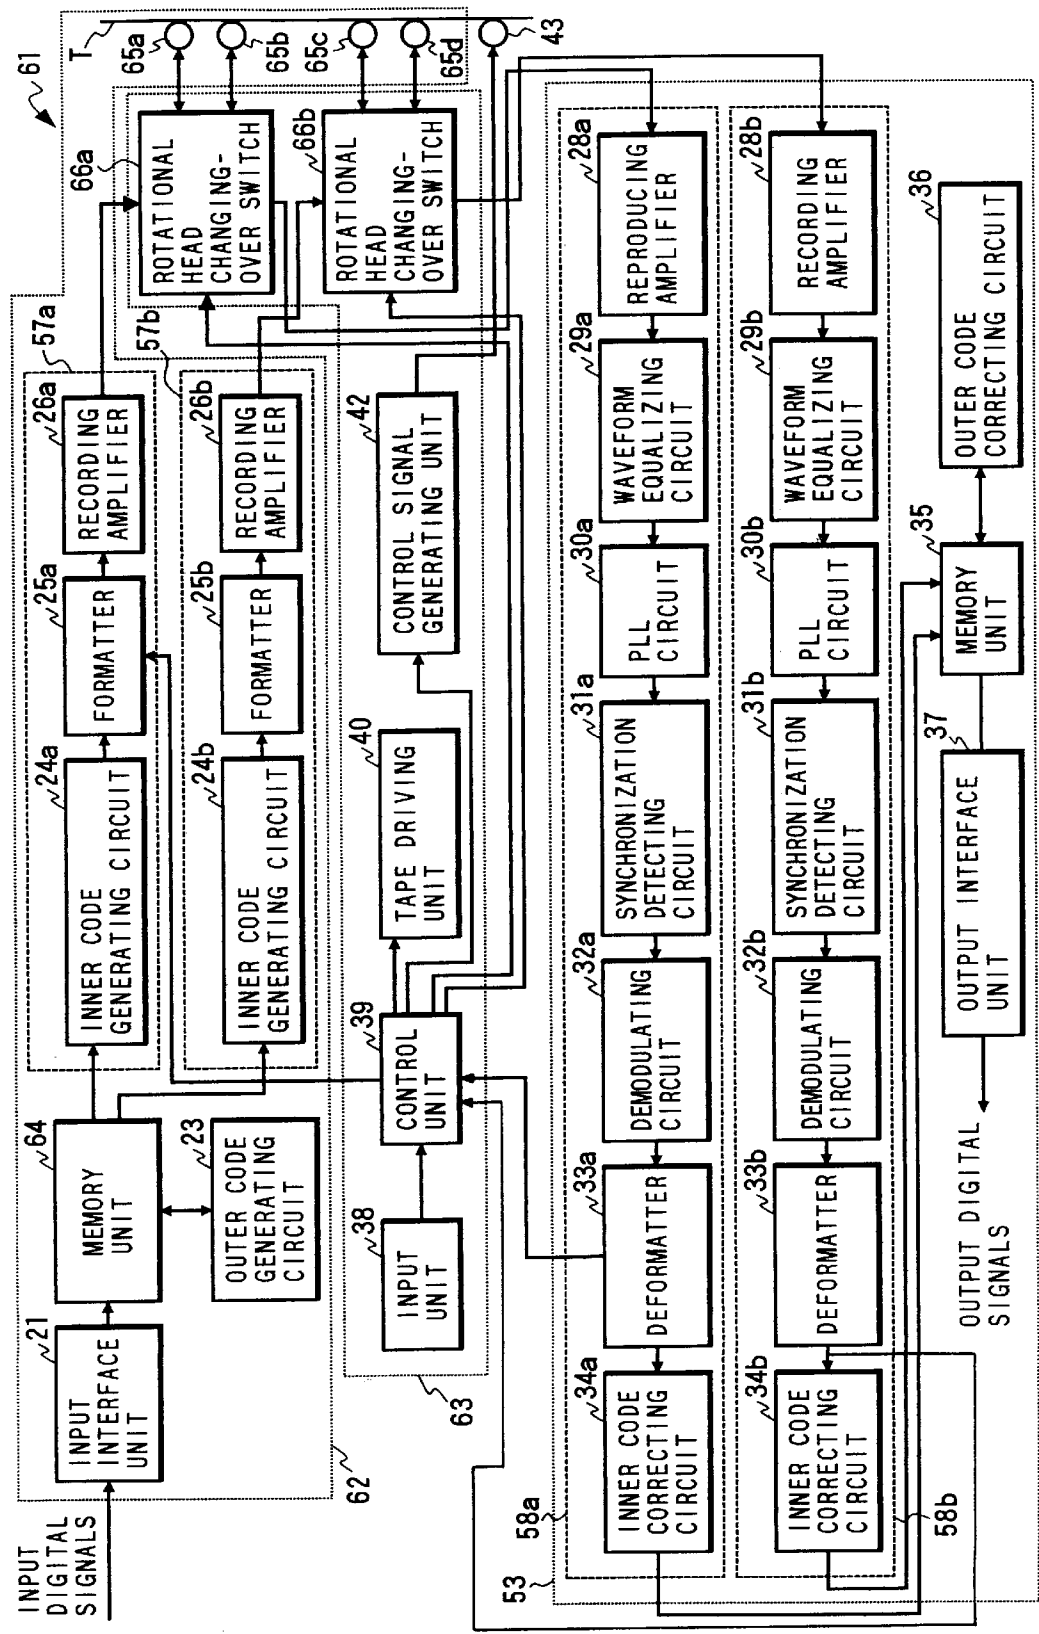 INPUT
DIGITAL
SIGNALS
21
INPUT
INTERFACE
UNIT
64
MEMORY
UNIT
23
OUTER CODE
GENERATING
CIRCUIT
62
57a
24a
INNER CODE
GENERATING CIRCUIT
25a
FORMATTER
26a
RECORDING
AMPLIFIER
57b
24b
INNER CODE
GENERATING CIRCUIT
25b
FORMATTER
26b
RECORDING
AMPLIFIER
61
66a
ROTATIONAL
HEAD
CHANGING-
OVER SWITCH
66b
ROTATIONAL
HEAD
CHANGING-
OVER SWITCH
T
65a
65b
65c
65d
43
63
38
INPUT
UNIT
39
CONTROL
UNIT
40
TAPE DRIVING
UNIT
42
CONTROL SIGNAL
GENERATING UNIT
53
58a
34a
INNER CODE
CORRECTING
CIRCUIT
33a
DEFORMATTER
32a
DEMODULATING
CIRCUIT
31a
SYNCHRONIZATION
DETECTING
CIRCUIT
30a
PLL
CIRCUIT
29a
WAVEFORM
EQUALIZING
CIRCUIT
28a
REPRODUCING
AMPLIFIER
58b
34b
INNER CODE
CORRECTING
CIRCUIT
33b
DEFORMATTER
32b
DEMODULATING
CIRCUIT
31b
SYNCHRONIZATION
DETECTING
CIRCUIT
30b
PLL
CIRCUIT
29b
WAVEFORM
EQUALIZING
CIRCUIT
28b
RECORDING
AMPLIFIER
OUTPUT DIGITAL
SIGNALS
37
OUTPUT INTERFACE
UNIT
35
MEMORY
UNIT
36
OUTER CODE
CORRECTING CIRCUIT